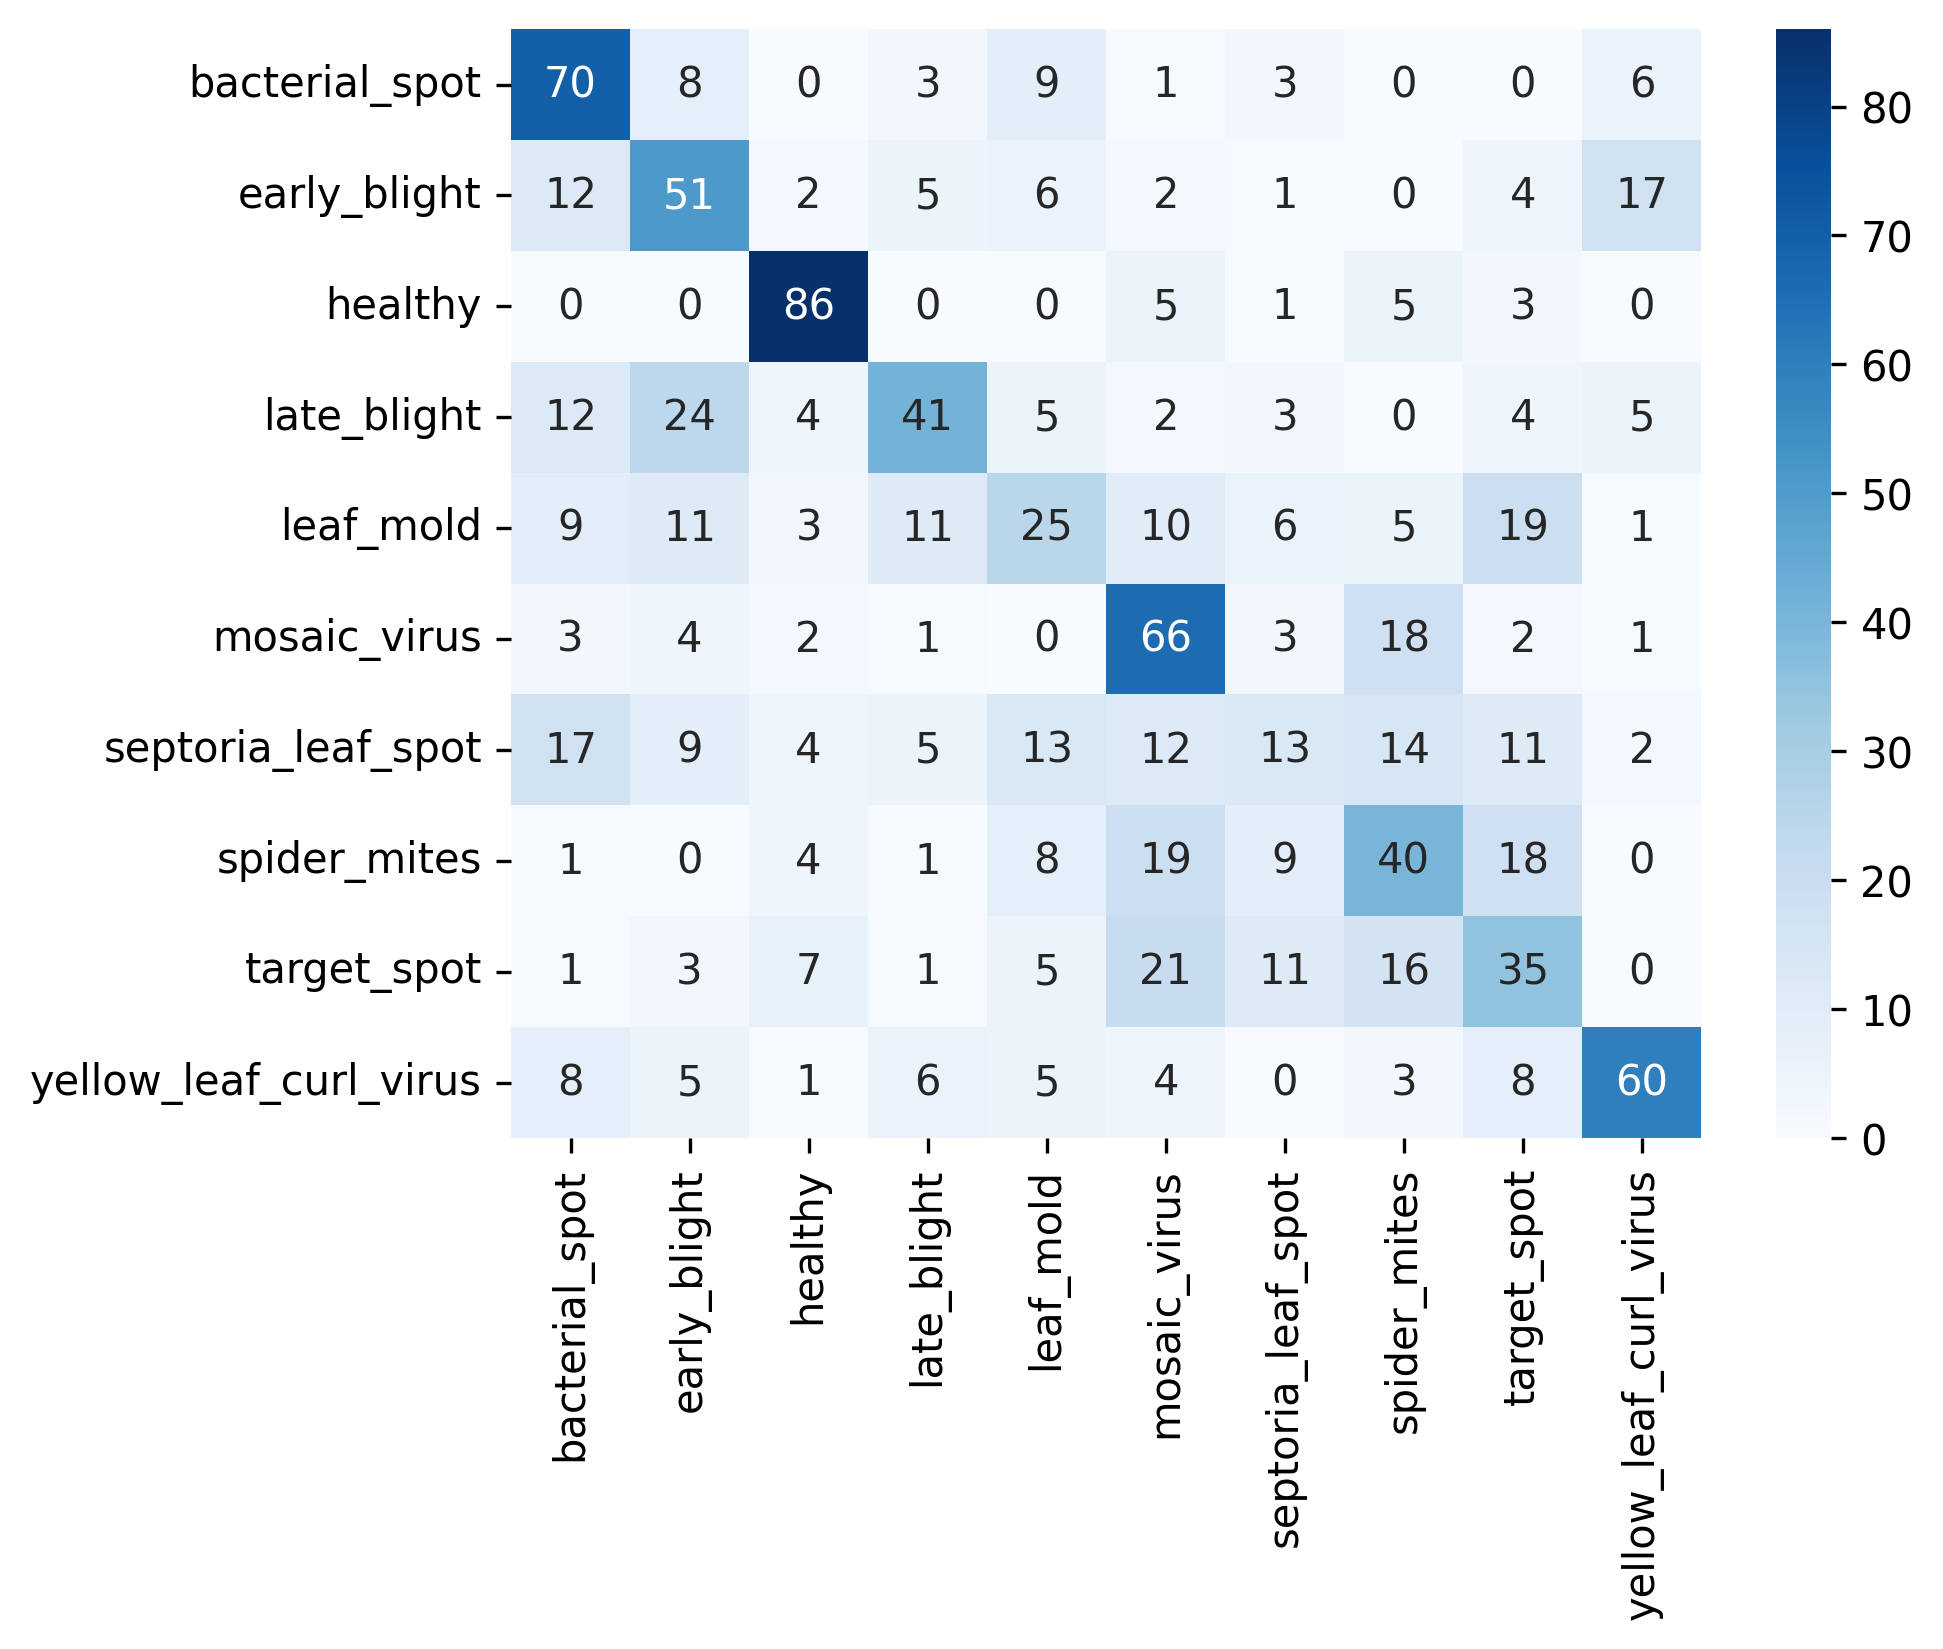 bacterial_spot 70 8 0 3 9 1 3 0 0 6
early_blight 12 51 2 5 6 2 1 0 4 17
healthy 0 0 86 0 0 5 1 5 3 0
late_blight 12 24 4 41 5 2 3 0 4 5
leaf_mold 9 11 3 11 25 10 6 5 19 1
mosaic_virus 3 4 2 1 0 66 3 18 2 1
septoria_leaf_spot 17 9 4 5 13 12 13 14 11 2
spider_mites 1 0 4 1 8 19 9 40 18 0
target_spot 1 3 7 1 5 21 11 16 35 0
yellow_leaf_curl_virus 8 5 1 6 5 4 0 3 8 60
bacterial_spot
early_blight
healthy
late_blight
leaf_mold
mosaic_virus
septoria_leaf_spot
spider_mites
target_spot
yellow_leaf_curl_virus
80
70
60
50
40
30
20
10
0